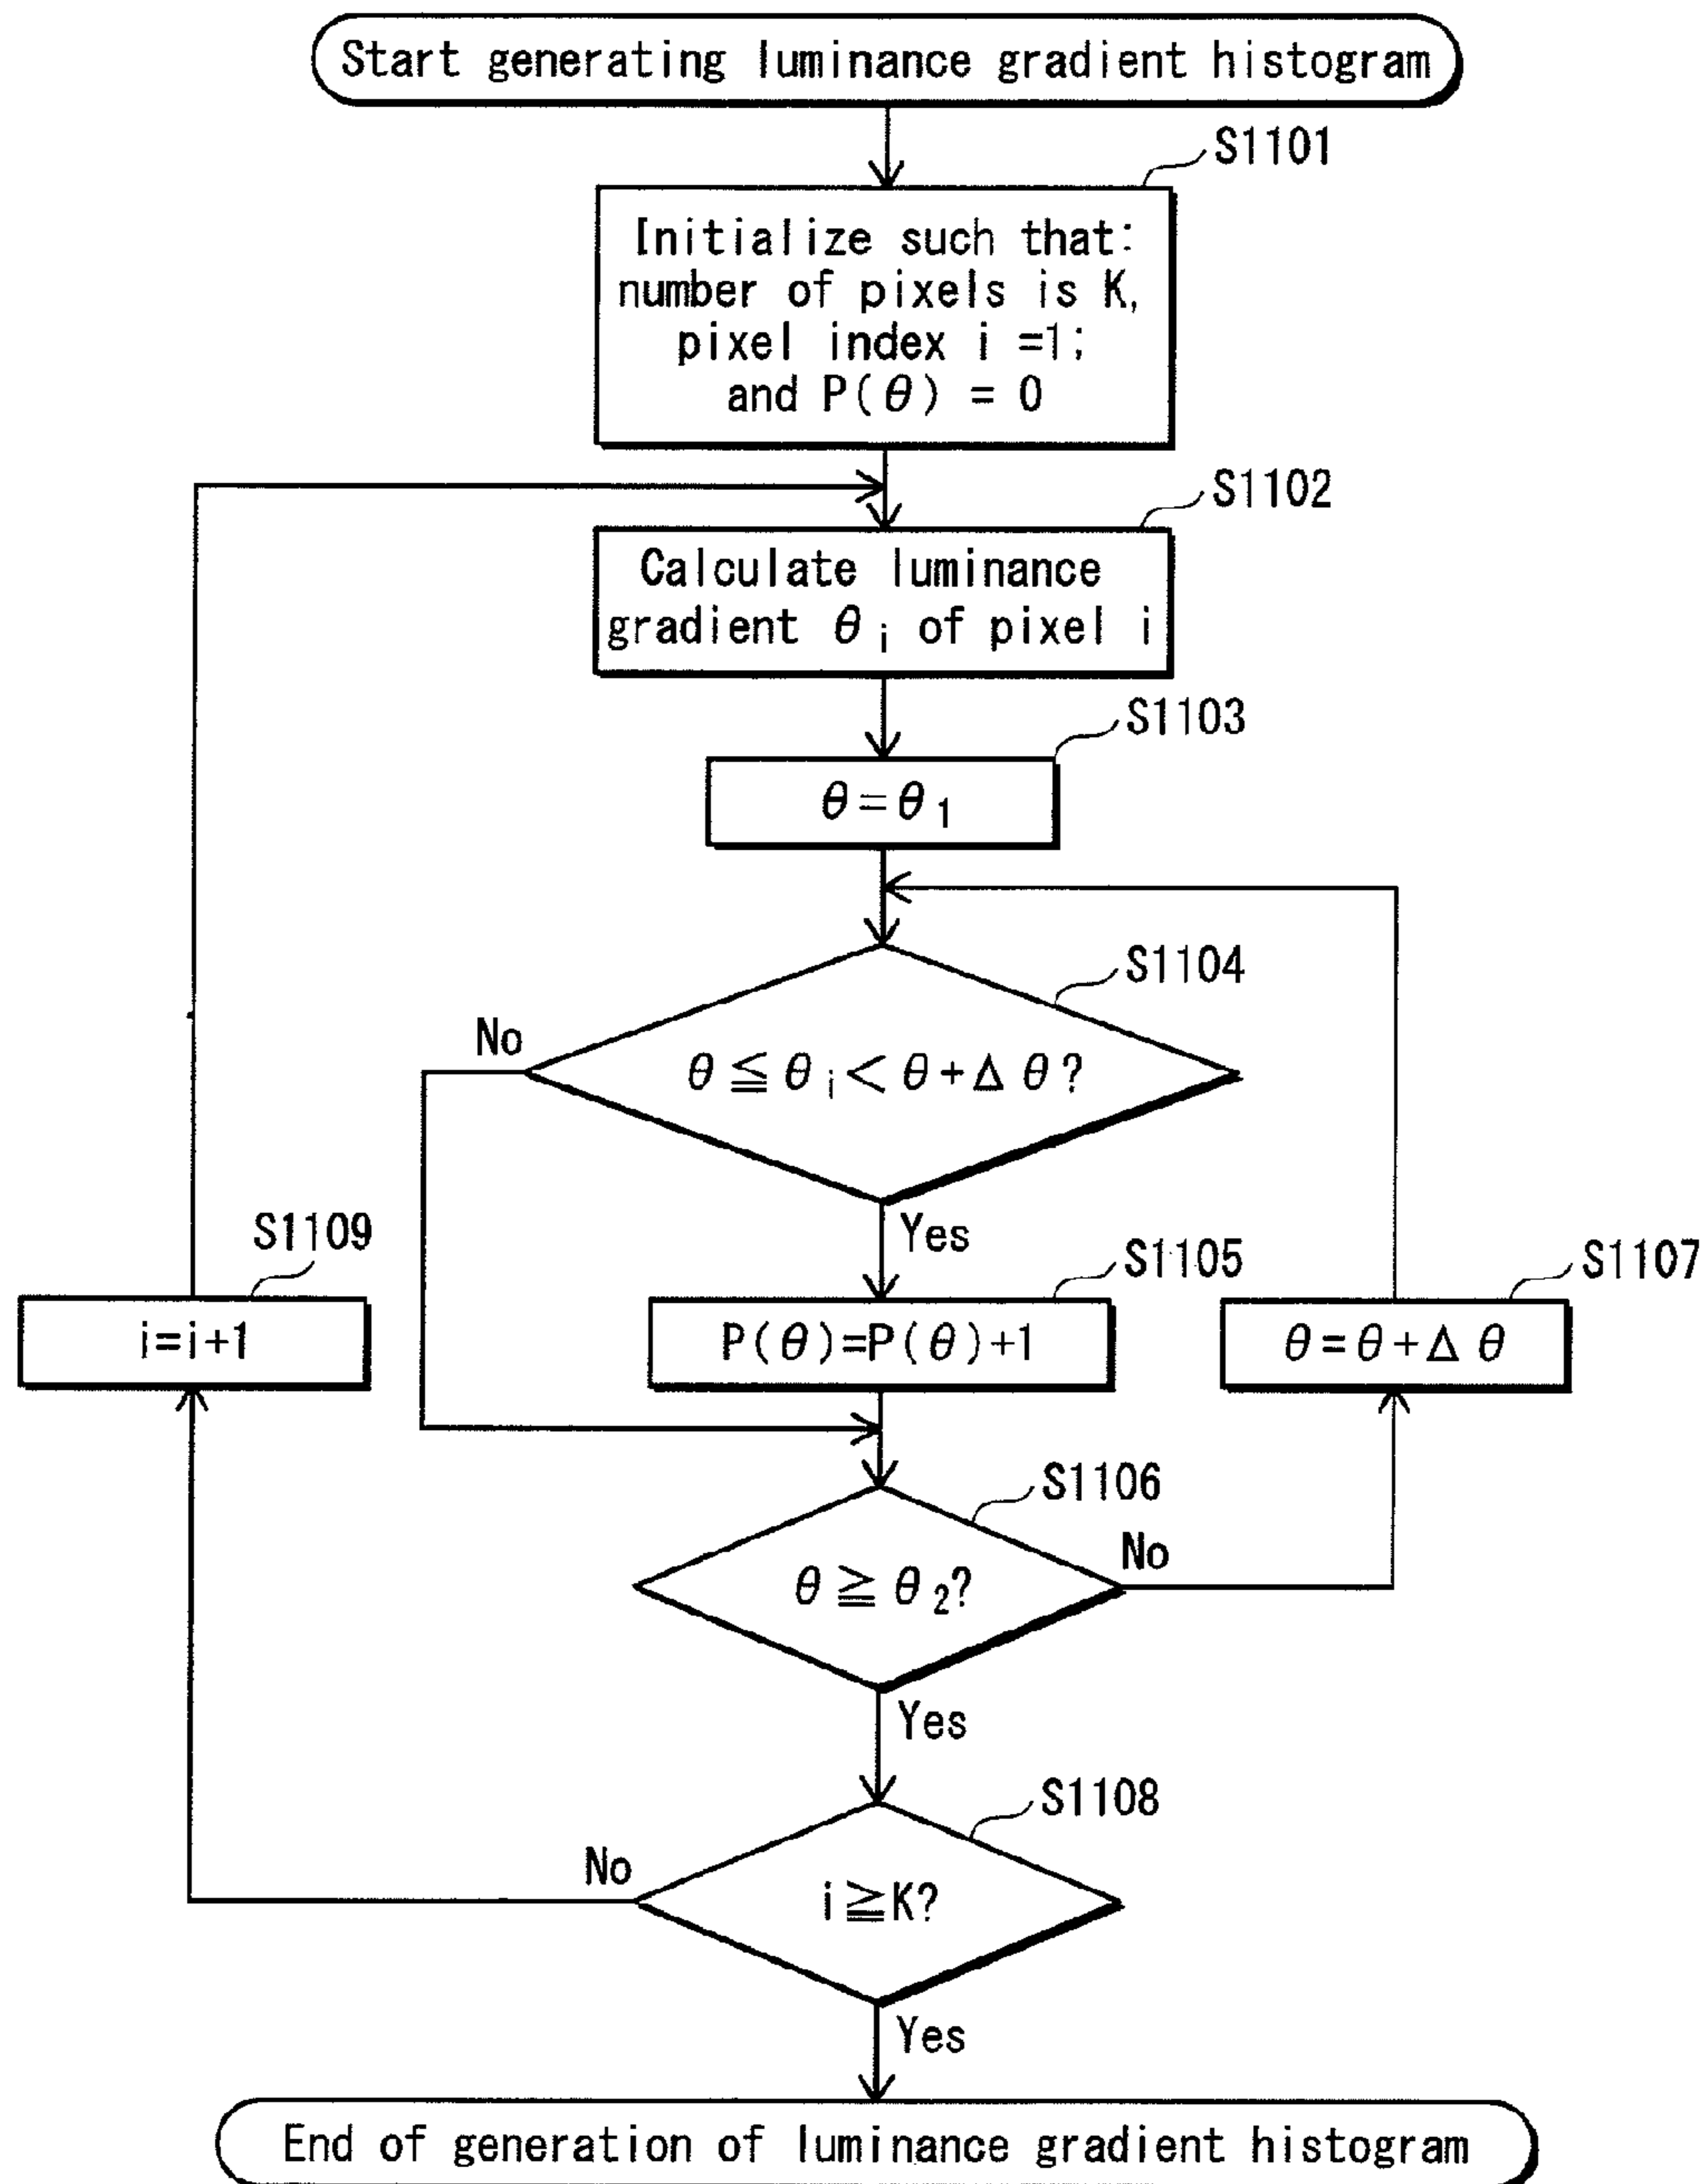 Start generating luminance gradient histogram
S1101
Initialize such that:
number of pixels is K,
pixel index i =1;
and P(θ) = 0
S1102
Calculate luminance
gradient θi of pixel i
S1103
θ=θ1
S1104
No
θ≦θi<θ+Δθ?
Yes
S1109
S1105
S1107
i=i+1
P(θ)=P(θ)+1
θ=θ+Δθ
S1106
No
θ≧θ2?
Yes
S1108
No
i≧K?
Yes
End of generation of luminance gradient histogram